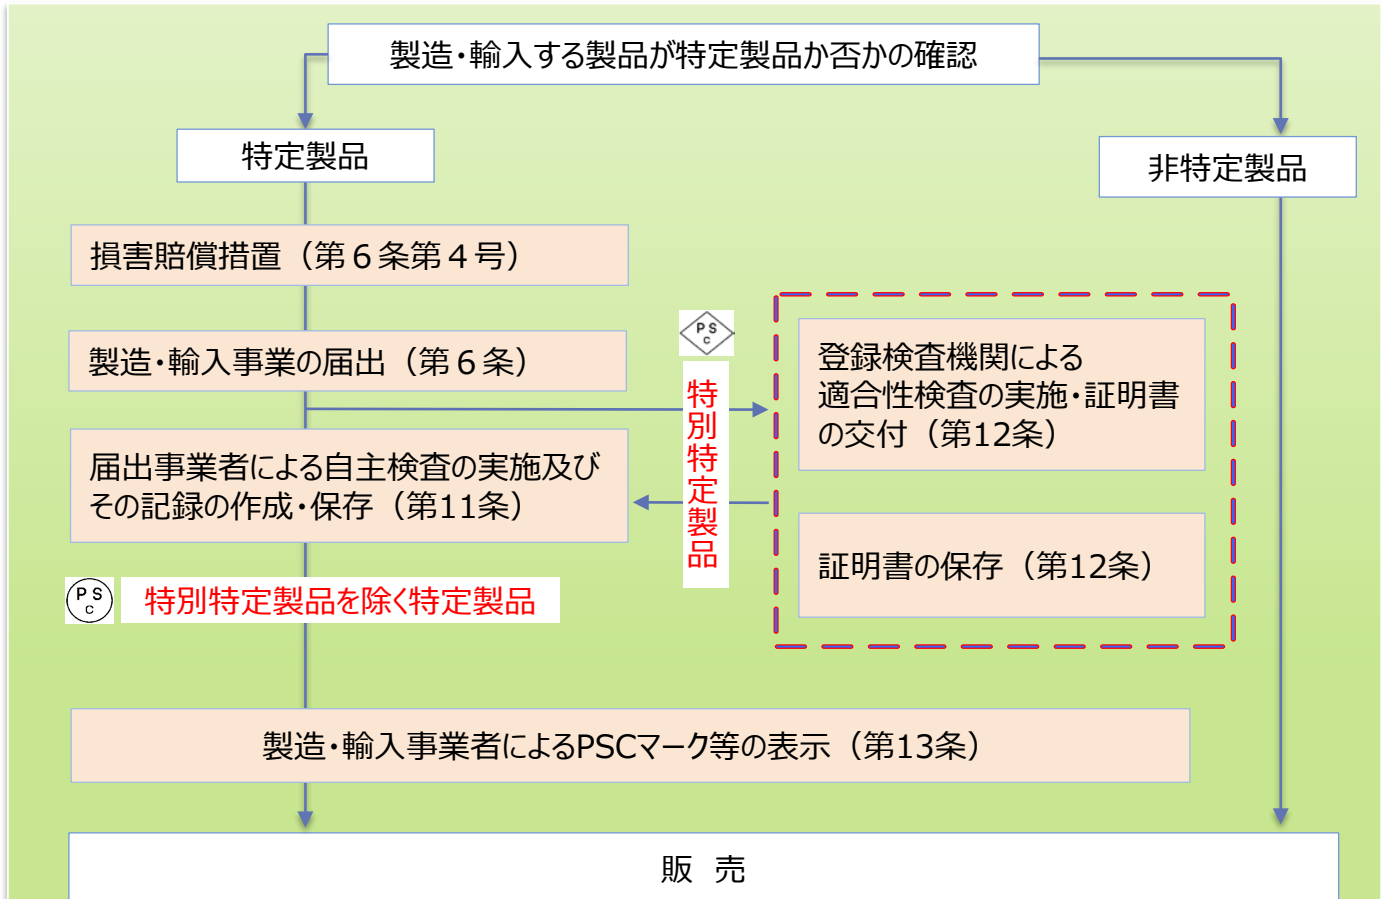 製造・輸入する製品が特定製品か否かの確認
特定製品
非特定製品
損害賠償措置（第６条第４号）
製造・輸入事業の届出（第６条）
PS
C
特別特定製品
登録検査機関による
適合性検査の実施・証明書
の交付（第12条）
届出事業者による自主検査の実施及び
その記録の作成・保存（第11条）
証明書の保存（第12条）
PS
C
特別特定製品を除く特定製品
製造・輸入事業者によるPSCマーク等の表示（第13条）
販 売